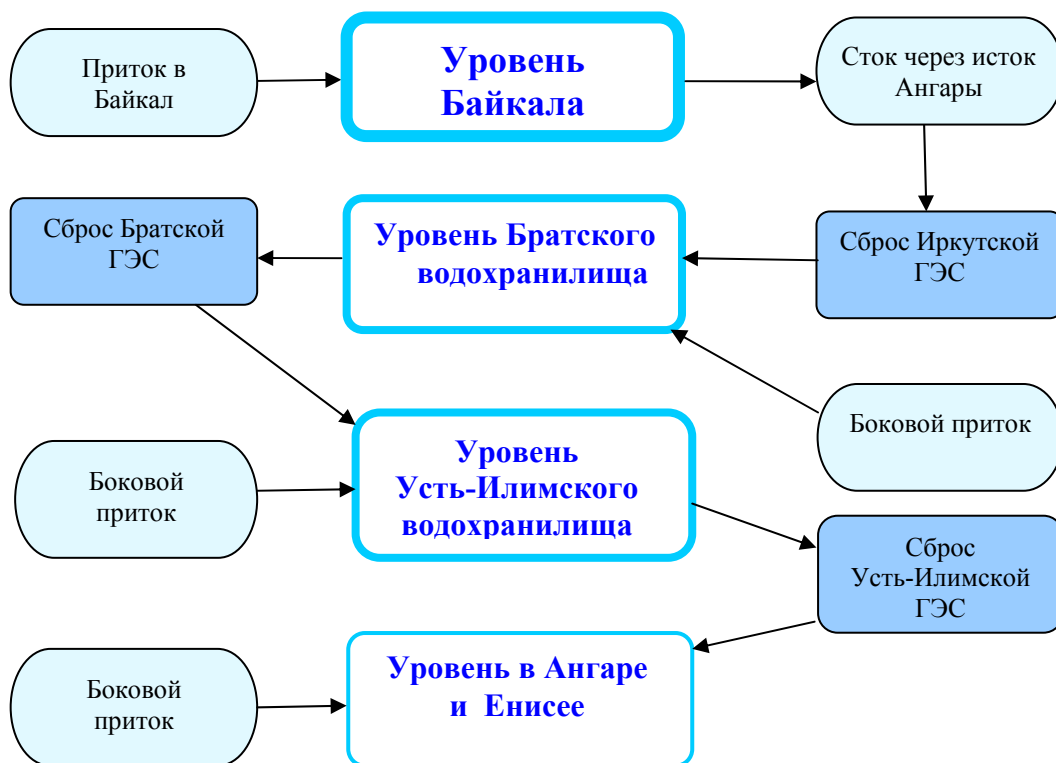 Приток в
Байкал
Уровень
Байкала
Сток через исток
Ангары
Сброс Братской
ГЭС
Уровень Братского
водохранилища
Сброс Иркутской
ГЭС
Боковой приток
Боковой
приток
Уровень
Усть-Илимского
водохранилища
Сброс
Усть-Илимской
ГЭС
Боковой
приток
Уровень в Ангаре
и Енисее